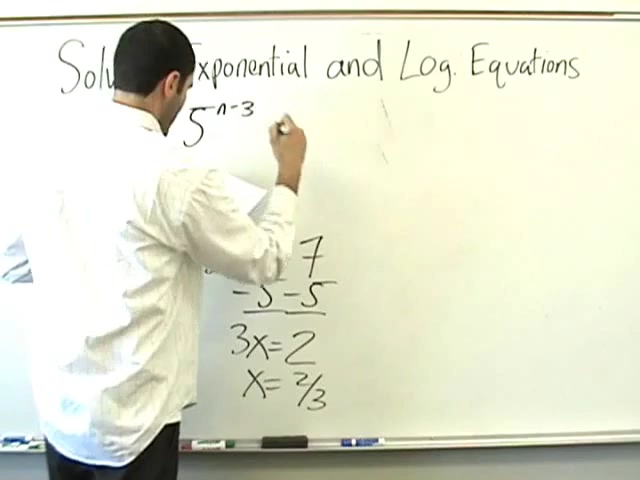 Solv Exponential and Log. Equations
5^n-3
7
-5 -5
3x=2
x=2/3